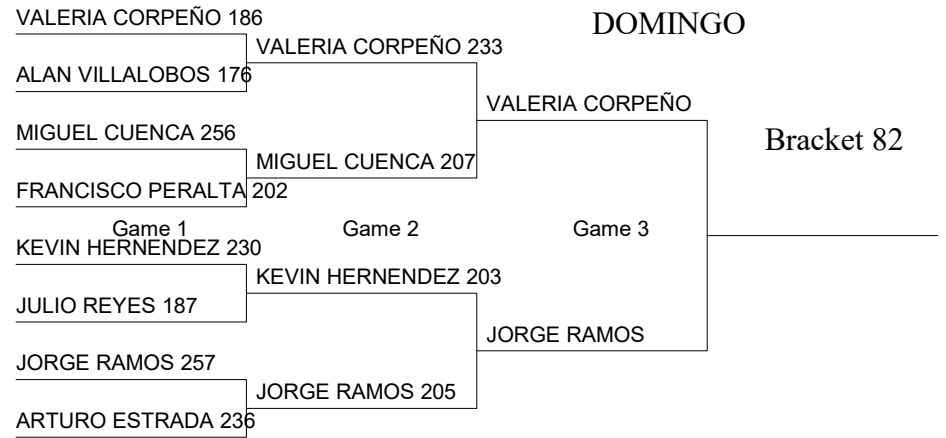 VALERIA CORPEÑO 186
DOMINGO
VALERIA CORPEÑO 233
ALAN VILLALOBOS 176
VALERIA CORPEÑO
MIGUEL CUENCA 256
Bracket 82
MIGUEL CUENCA 207
FRANCISCO PERALTA 202
Game 1
Game 2
Game 3
KEVIN HERNENDEZ 230
KEVIN HERNENDEZ 203
JULIO REYES 187
JORGE RAMOS
JORGE RAMOS 257
JORGE RAMOS 205
ARTURO ESTRADA 236